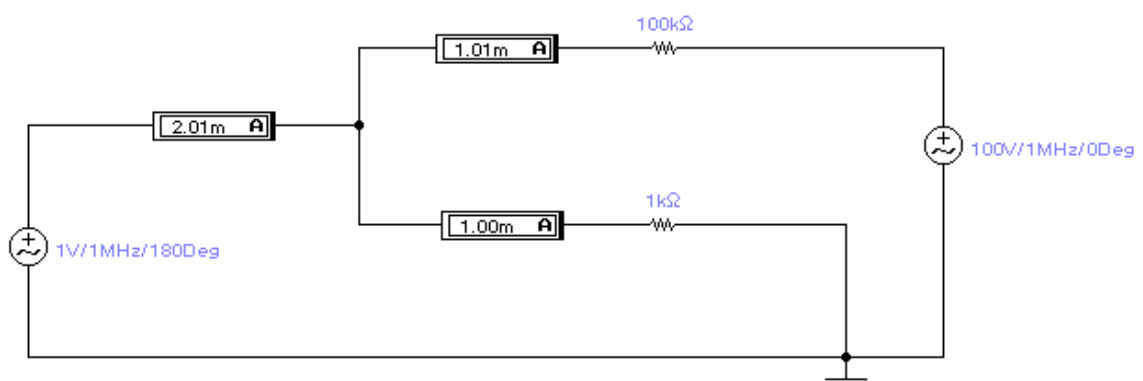 100kΩ
1.01m A
2.01m A
100V/1MHz/0Deg
1kΩ
1.00m A
1V/1MHz/180Deg